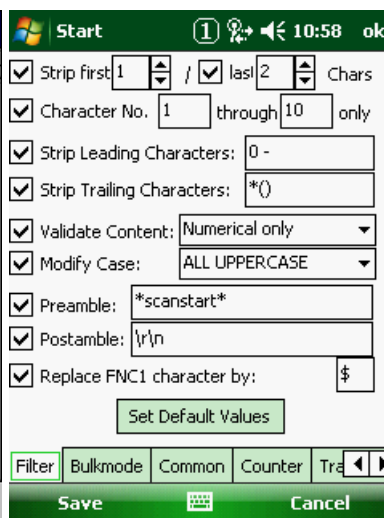 Start 1 10:58 ok
Strip first 1 / last 2 Chars
Character No. 1 through 10 only
Strip Leading Characters: 0 -
Strip Trailing Characters: *()
Validate Content: Numerical only
Modify Case: ALL UPPERCASE
Preamble: *scanstart*
Postamble: \r\n
Replace FNC1 character by: $
Set Default Values
Filter Bulkmode Common Counter Tra
Save Cancel